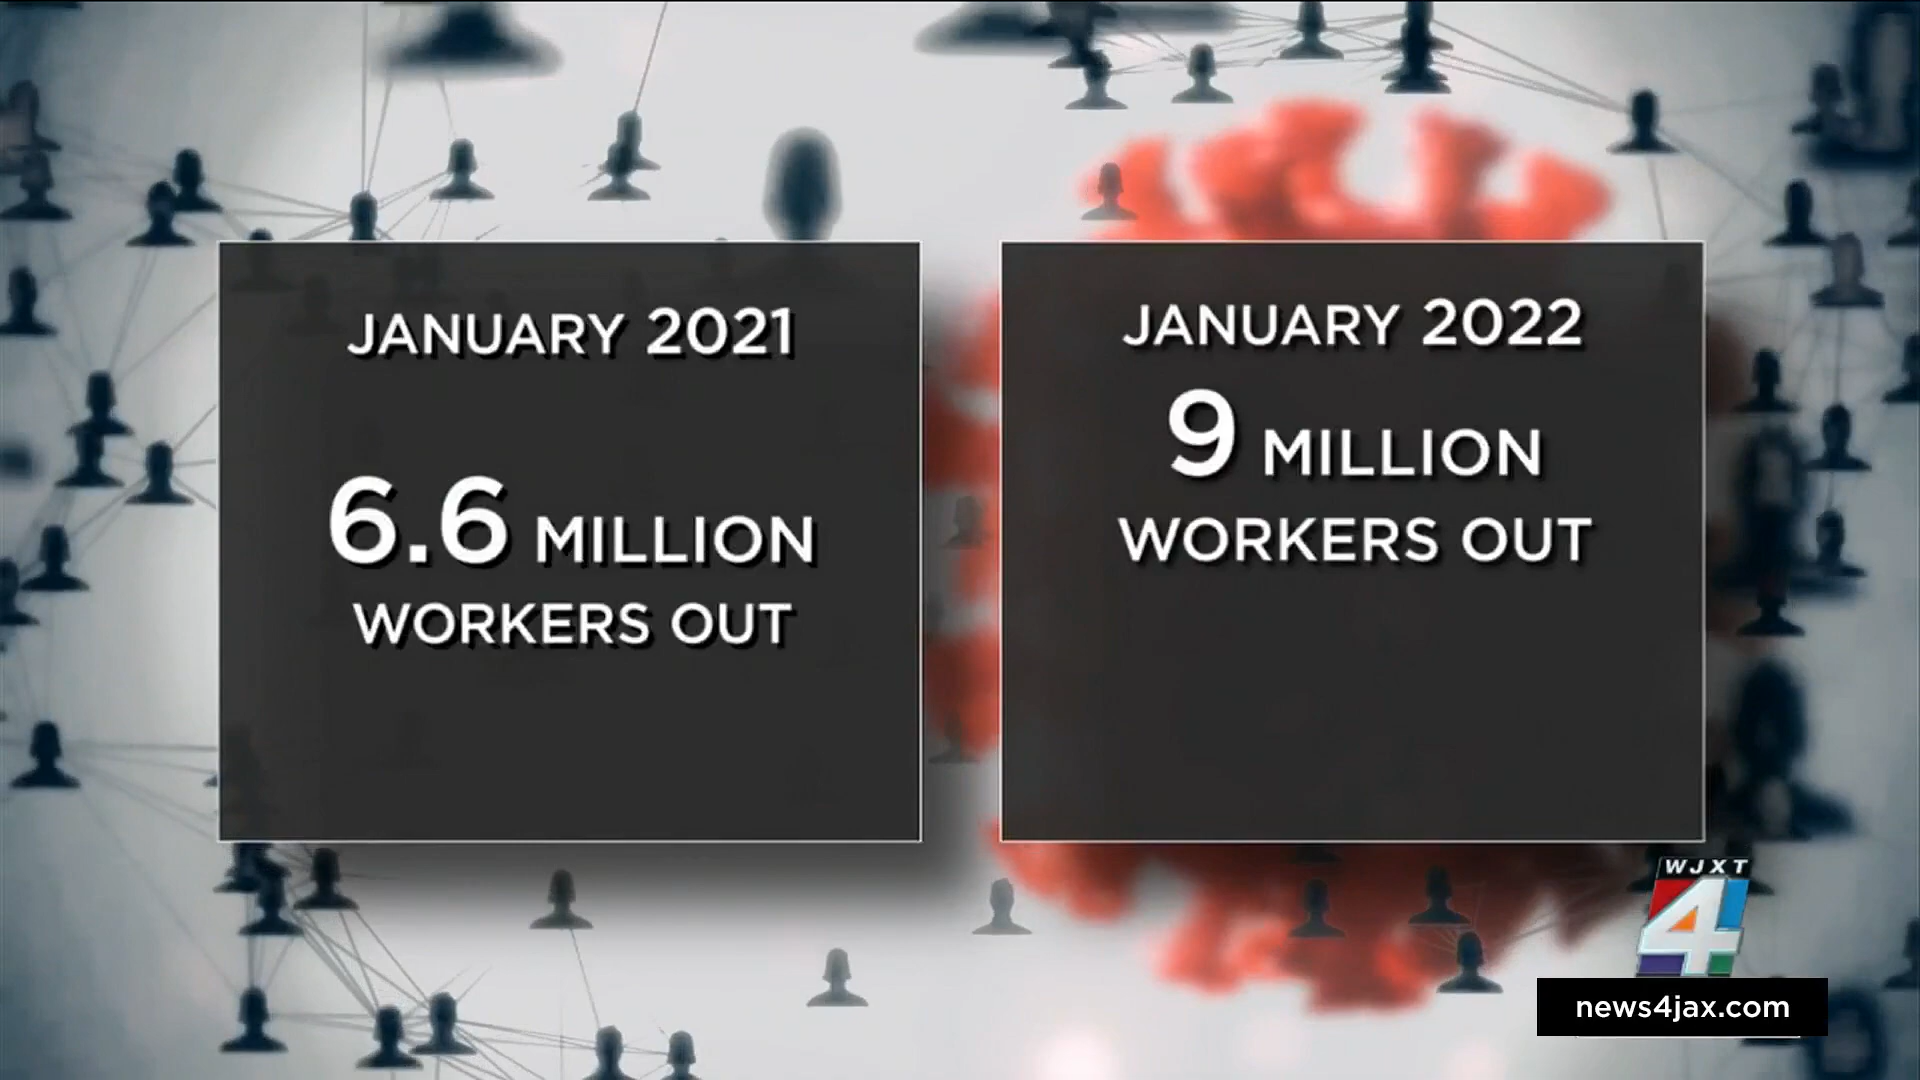 JANUARY 2021
6.6 MILLION
WORKERS OUT
JANUARY 2022
9 MILLION
WORKERS OUT
WJXT
4
news4jax.com